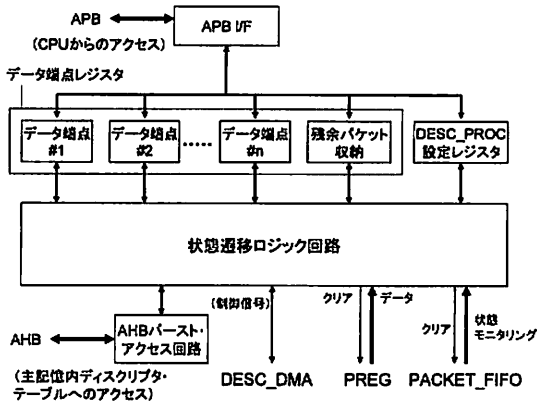 APB
APB I/F
(CPUからのアクセス)
データ端点レジスタ
データ端点
#1
データ端点
#2
……
データ端点
#n
残余パケット
収納
DESC_PROC
設定レジスタ
状態遷移ロジック回路
(制御信号)
クリア
データ
クリア
状態
モニタリング
AHB
AHBバースト・
アクセス回路
(主記憶内ディスクリプタ・
テーブルへのアクセス)
DESC_DMA
PREG
PACKET_FIFO